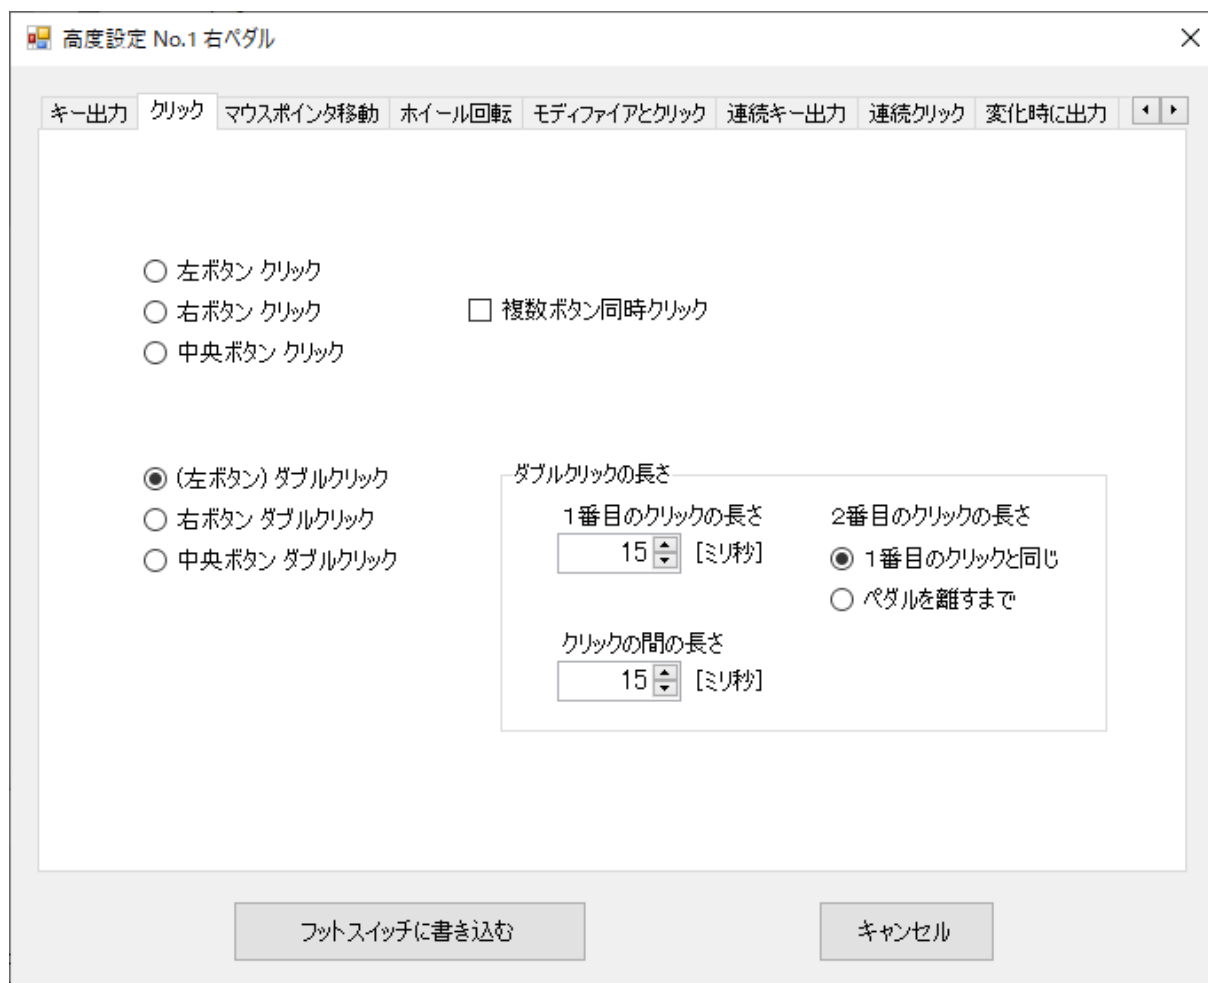 高度設定 No.1 右ペダル
キー出力 クリック マウスポインタ移動 ホイール回転 モディファイアとクリック 連続キー出力 連続クリック 変化時に出力
左ボタン クリック
右ボタン クリック 複数ボタン同時クリック
中央ボタン クリック
(左ボタン) ダブルクリック
右ボタン ダブルクリック
中央ボタン ダブルクリック
ダブルクリックの長さ
1番目のクリックの長さ
15 [ミリ秒]
2番目のクリックの長さ
1番目のクリックと同じ
ペダルを離すまで
クリックの間の長さ
15 [ミリ秒]
フットスイッチに書き込む キャンセル